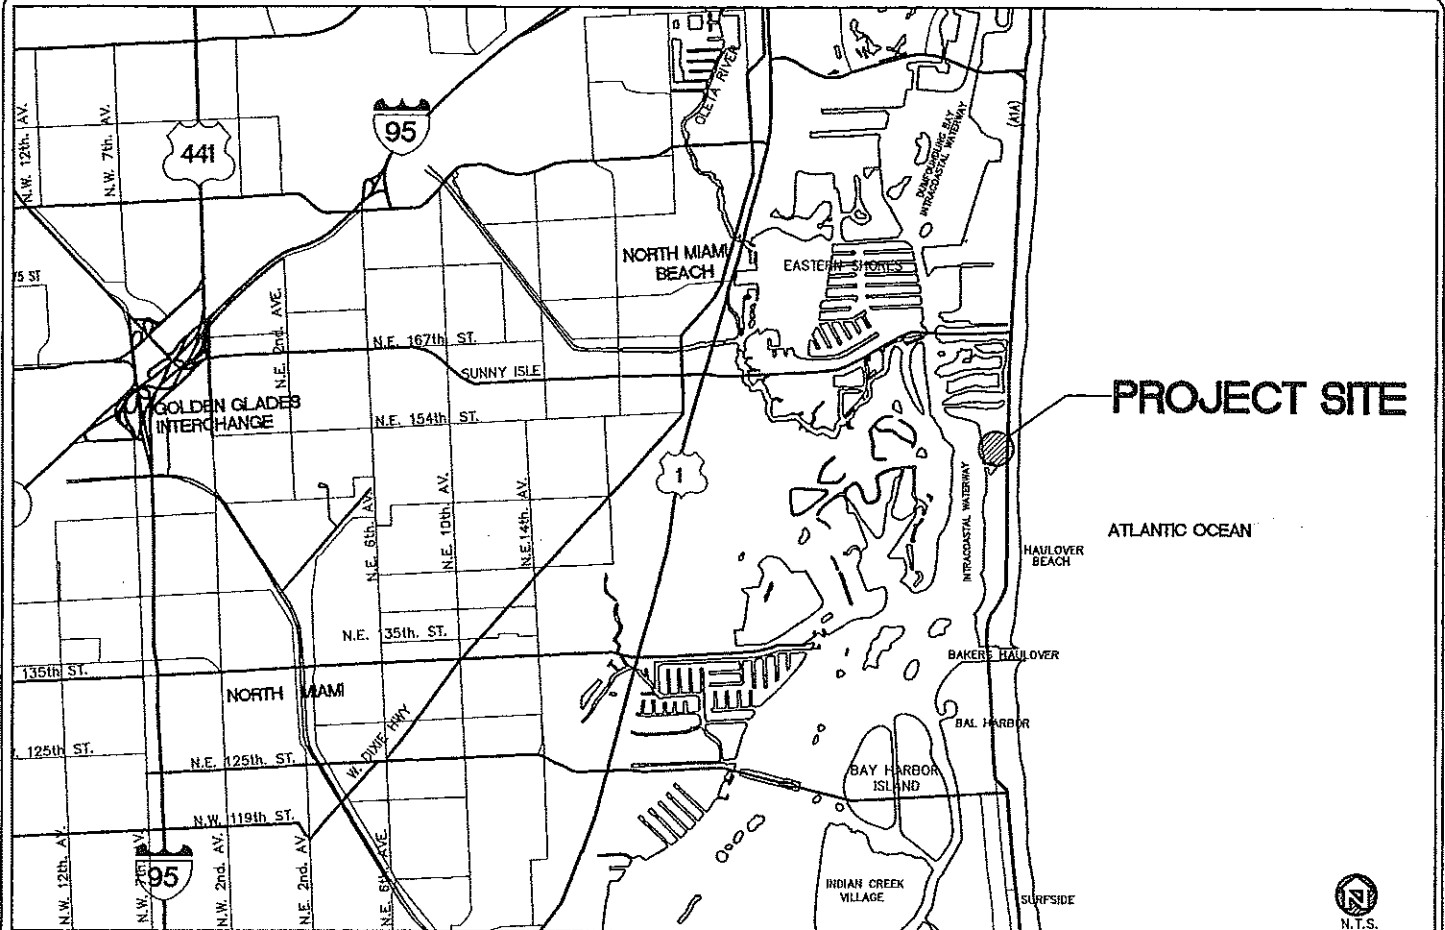 OLETA RIVER
(A1A)
95
N.W. 12th. AV.
N.W. 7th. AV.
441
DUMFOUNDLING BAY
INTRACOASTAL WATERWAY
NORTH MIAMI
BEACH
EASTERN SHORES
75 ST
N.E. 2nd. AVE.
N.E. 167th. ST.
SUNNY ISLE
GOLDEN GLADES
INTERCHANGE
N.E. 154th. ST.
PROJECT SITE
1
N.E. 6th. AV.
N.E. 10th. AV.
N.E.14th. AV.
INTRACOASTAL WATERWAY
ATLANTIC OCEAN
HAULOVER
BEACH
N.E. 135th. ST.
BAKERS HAULOVER
135th. ST.
NORTH MIAMI
W. DIXIE HWY
BAL HARBOR
. 125th ST.
N.E. 125th. ST.
BAY HARBOR
ISLAND
N.W. 119th ST.
N.W. 12th. AV.
N.W. 7th. AV.
95
N.W. 2nd. AV.
N.E. 2nd. AV.
N.E. 6th. AVE.
INDIAN CREEK
VILLAGE
SURFSIDE
N
N.T.S.